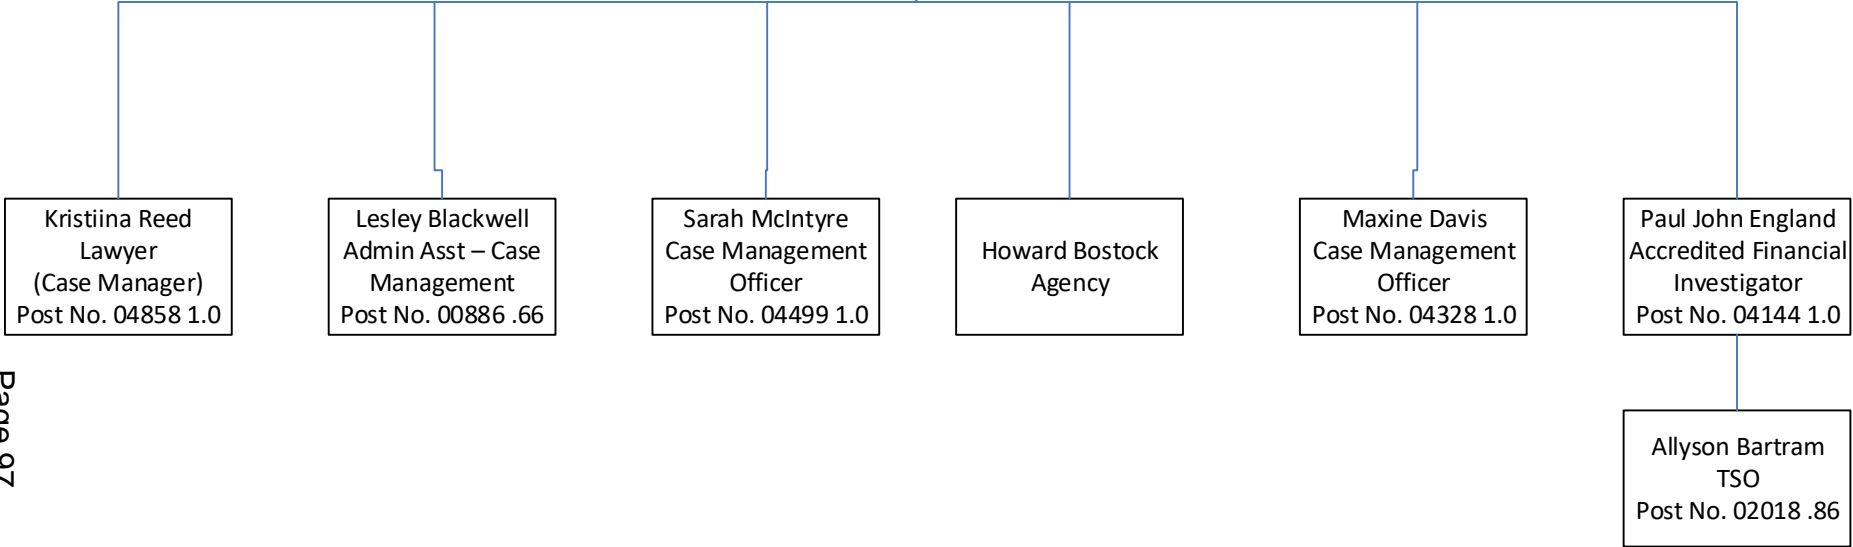 Kristiina Reed
Lawyer
(Case Manager)
Post No. 04858 1.0
Lesley Blackwell
Admin Asst – Case
Management
Post No. 00886 .66
Sarah McIntyre
Case Management
Officer
Post No. 04499 1.0
Howard Bostock
Agency
Maxine Davis
Case Management
Officer
Post No. 04328 1.0
Paul John England
Accredited Financial
Investigator
Post No. 04144 1.0
Allyson Bartram
TSO
Post No. 02018 .86
Page 97